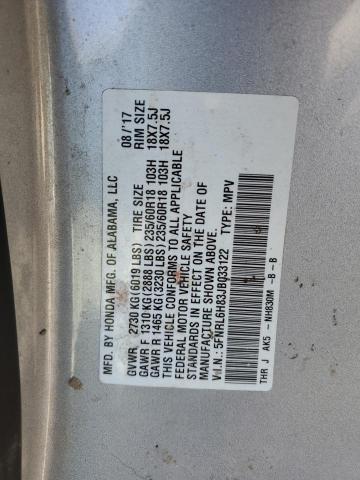 MFD. BY HONDA MFG. OF ALABAMA, LLC 08/'17
GVWR 2730 KG(6019 LBS) TIRE SIZE RIM SIZE
GAWR F 1310 KG(2888 LBS) 235/60R18 103H 18X7.5J
GAWR R 1465 KG(3230 LBS) 235/60R18 103H 18X7.5J
THIS VEHICLE CONFORMS TO ALL APPLICABLE
FEDERAL MOTOR VEHICLE SAFETY
STANDARDS IN EFFECT ON THE DATE OF
MANUFACTURE SHOWN ABOVE.
V.I.N.: 5FNRL6H83JB033122 TYPE: MPV
THR J AK5 -NH830M -B -B